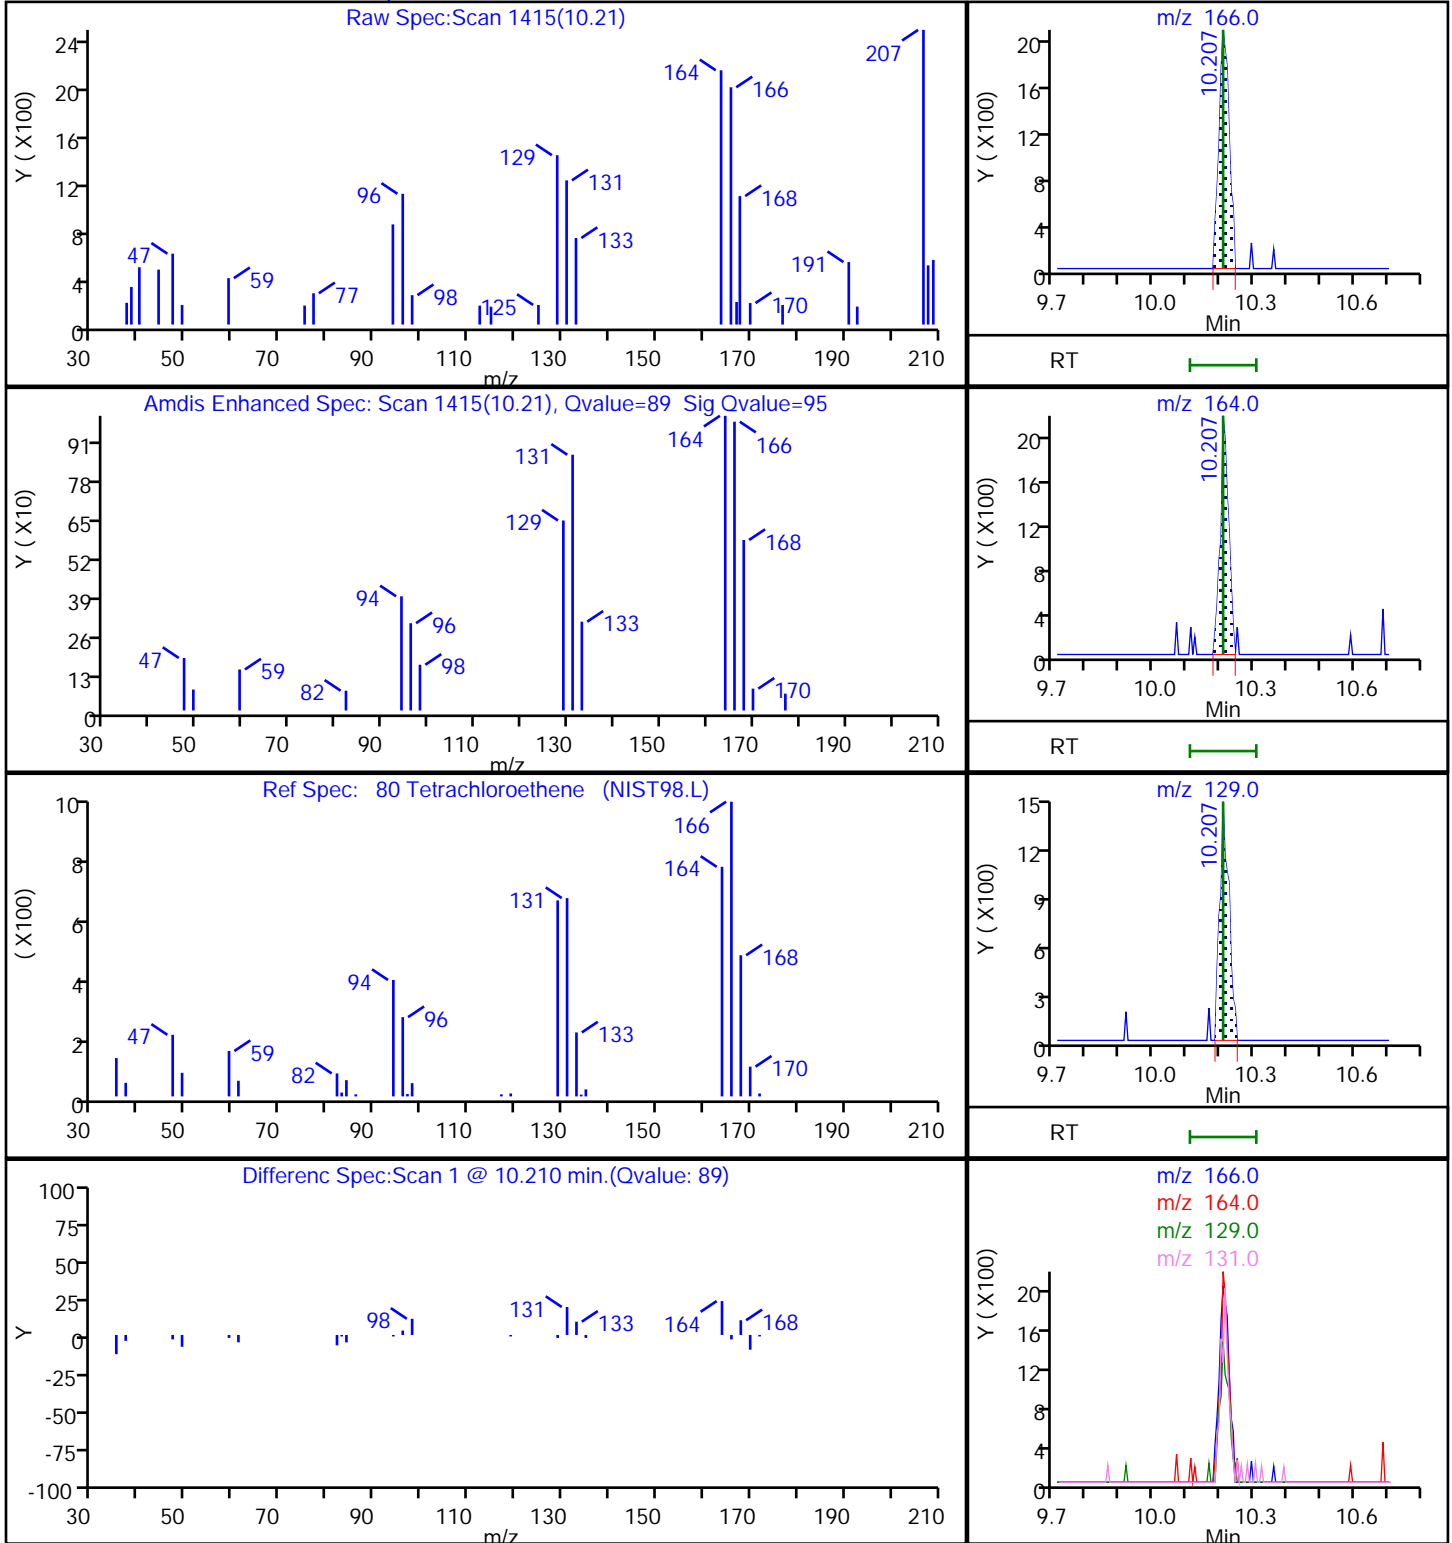 Raw Spec:Scan 1415(10.21)
Y ( X100)
24
20
16
12
8
4
0
207
164
166
129
131
168
133
96
47
59
77
98
125
170
191
30 50 70 90 110 130 150 170 190 210
m/z
m/z 166.0
Y ( X100)
20
16
12
8
4
0
10.207
9.7 10.0 10.3 10.6
Min
RT
Amdis Enhanced Spec: Scan 1415(10.21), Qvalue=89 Sig Qvalue=95
Y ( X10)
91
78
65
52
39
26
13
0
164
166
131
129
168
94
96
133
47
59
98
82
170
30 50 70 90 110 130 150 170 190 210
m/z
m/z 164.0
Y ( X100)
20
16
12
8
4
0
10.207
9.7 10.0 10.3 10.6
Min
RT
Ref Spec: 80 Tetrachloroethene (NIST98.L)
( X100)
10
8
6
4
2
0
166
164
131
168
94
96
47
133
59
82
170
30 50 70 90 110 130 150 170 190 210
m/z 129.0
Y ( X100)
15
12
9
6
3
0
10.207
9.7 10.0 10.3 10.6
Min
RT
Differenc Spec:Scan 1 @ 10.210 min.(Qvalue: 89)
Y
100
75
50
25
0
-25
-50
-75
-100
98
131
133
164
168
30 50 70 90 110 130 150 170 190 210
m/z
m/z 166.0
m/z 164.0
m/z 129.0
m/z 131.0
Y ( X100)
20
16
12
8
4
0
9.7 10.0 10.3 10.6
Min